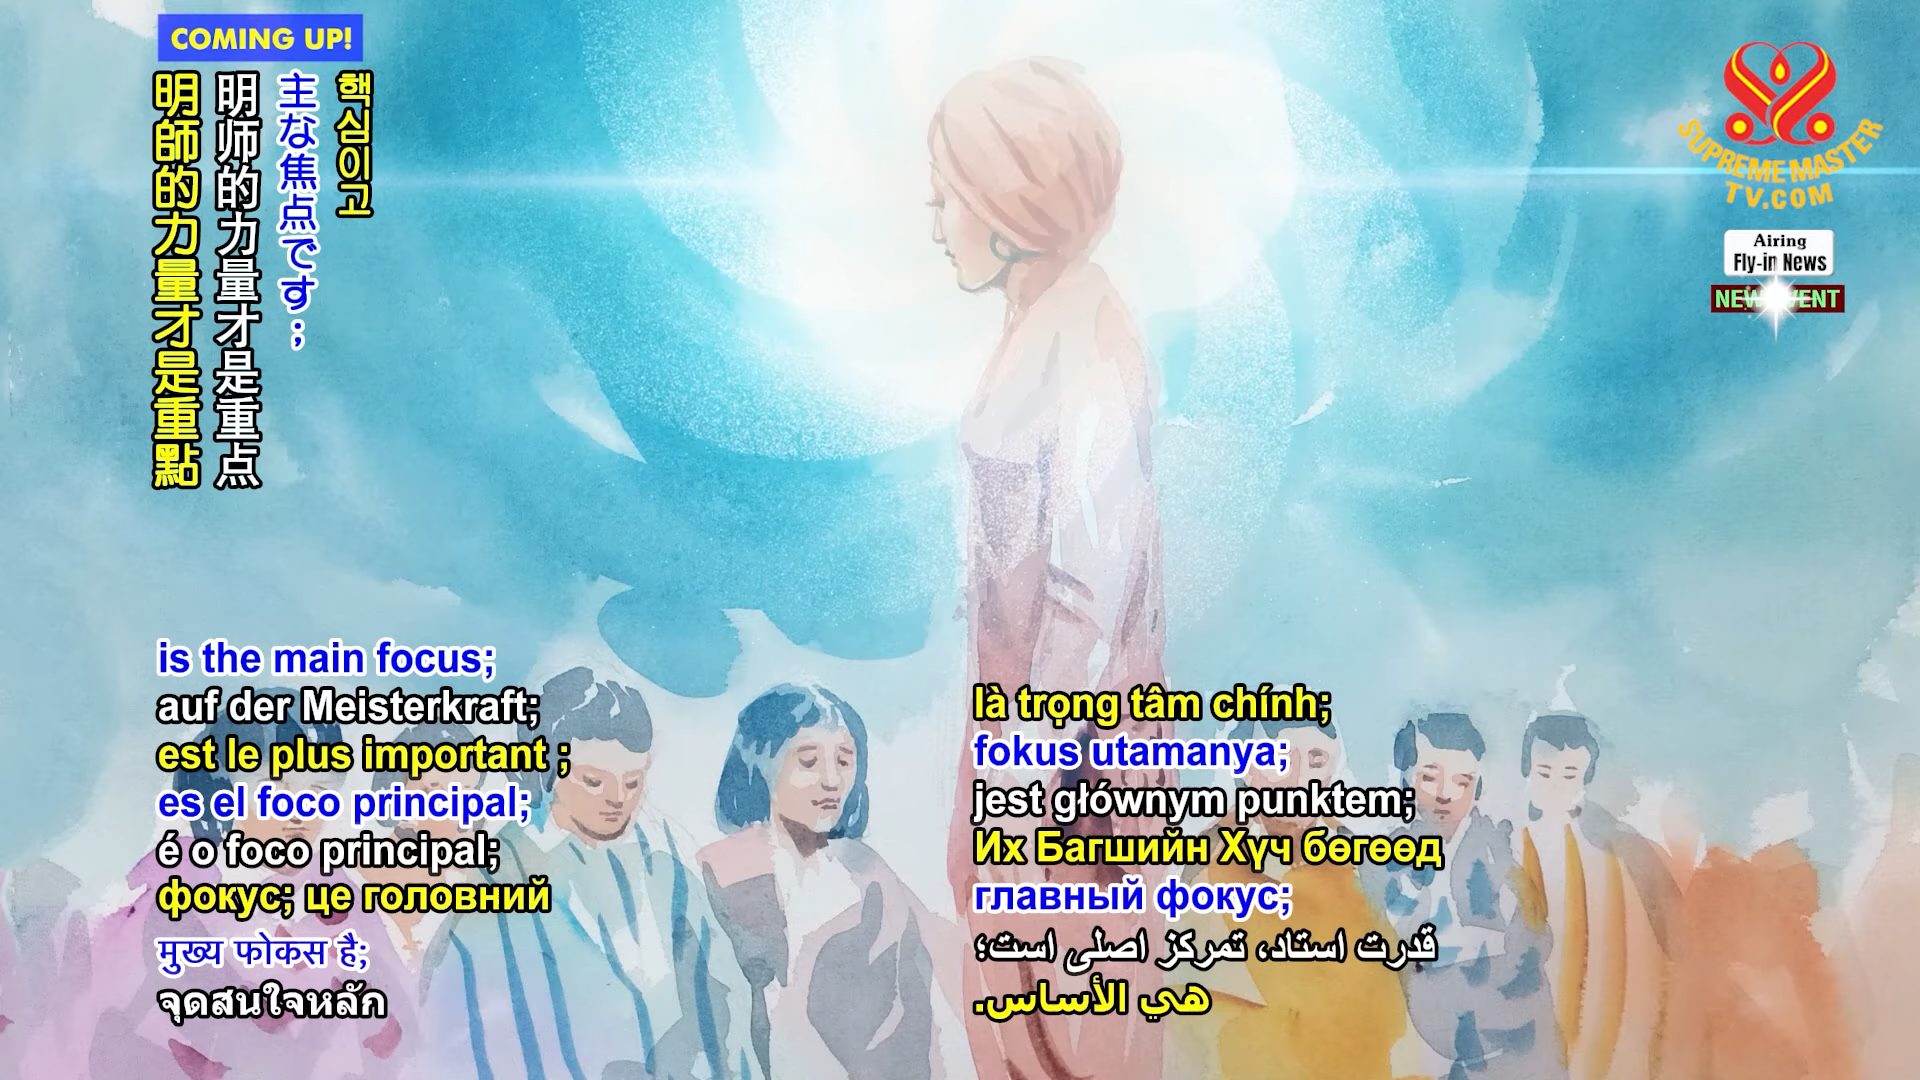 COMING UP!
핵심이고
主な焦点です；
明师的力量才是重点
明師的力量才是重點
SUPREME MASTER
TV.COM
Airing
Fly-in News
is the main focus;
auf der Meisterkraft;
est le plus important ;
es el foco principal;
é o foco principal;
фокус; це головний
मुख्य फोकस है;
จุดสนใจหลัก
là trọng tâm chính;
fokus utamanya;
jest głównym punktem;
Их Багшийн Хүч бөгөөд
главный фокус;
قدرت استاد، تمرکز اصلی است؛
هي الأساس.